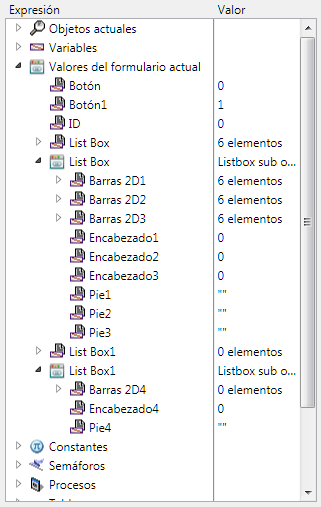 Expresión Valor
Objetos actuales
Variables
Valores del formulario actual
Botón 0
Botón1 1
ID 0
List Box 6 elementos
List Box Listbox sub o...
Barras 2D1 6 elementos
Barras 2D2 6 elementos
Barras 2D3 6 elementos
Encabezado1 0
Encabezado2 0
Encabezado3 0
Pie1 ""
Pie2 ""
Pie3 ""
List Box1 0 elementos
List Box1 Listbox sub o...
Barras 2D4 0 elementos
Encabezado4 0
Pie4 ""
Constantes
Semáforos
Procesos